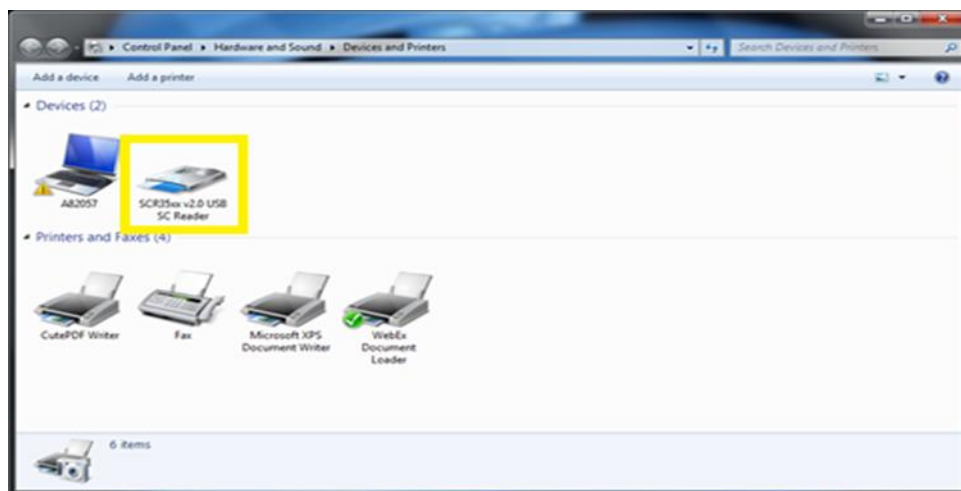 Control Panel ▸ Hardware and Sound ▸ Devices and Printers
Search Devices and Printers
Add a device Add a printer
Devices (2)
A82057
SCR35xx v2.0 USB
SC Reader
Printers and Faxes (4)
CutePDF Writer
Fax
Microsoft XPS
Document Writer
WebEx
Document
Loader
6 items